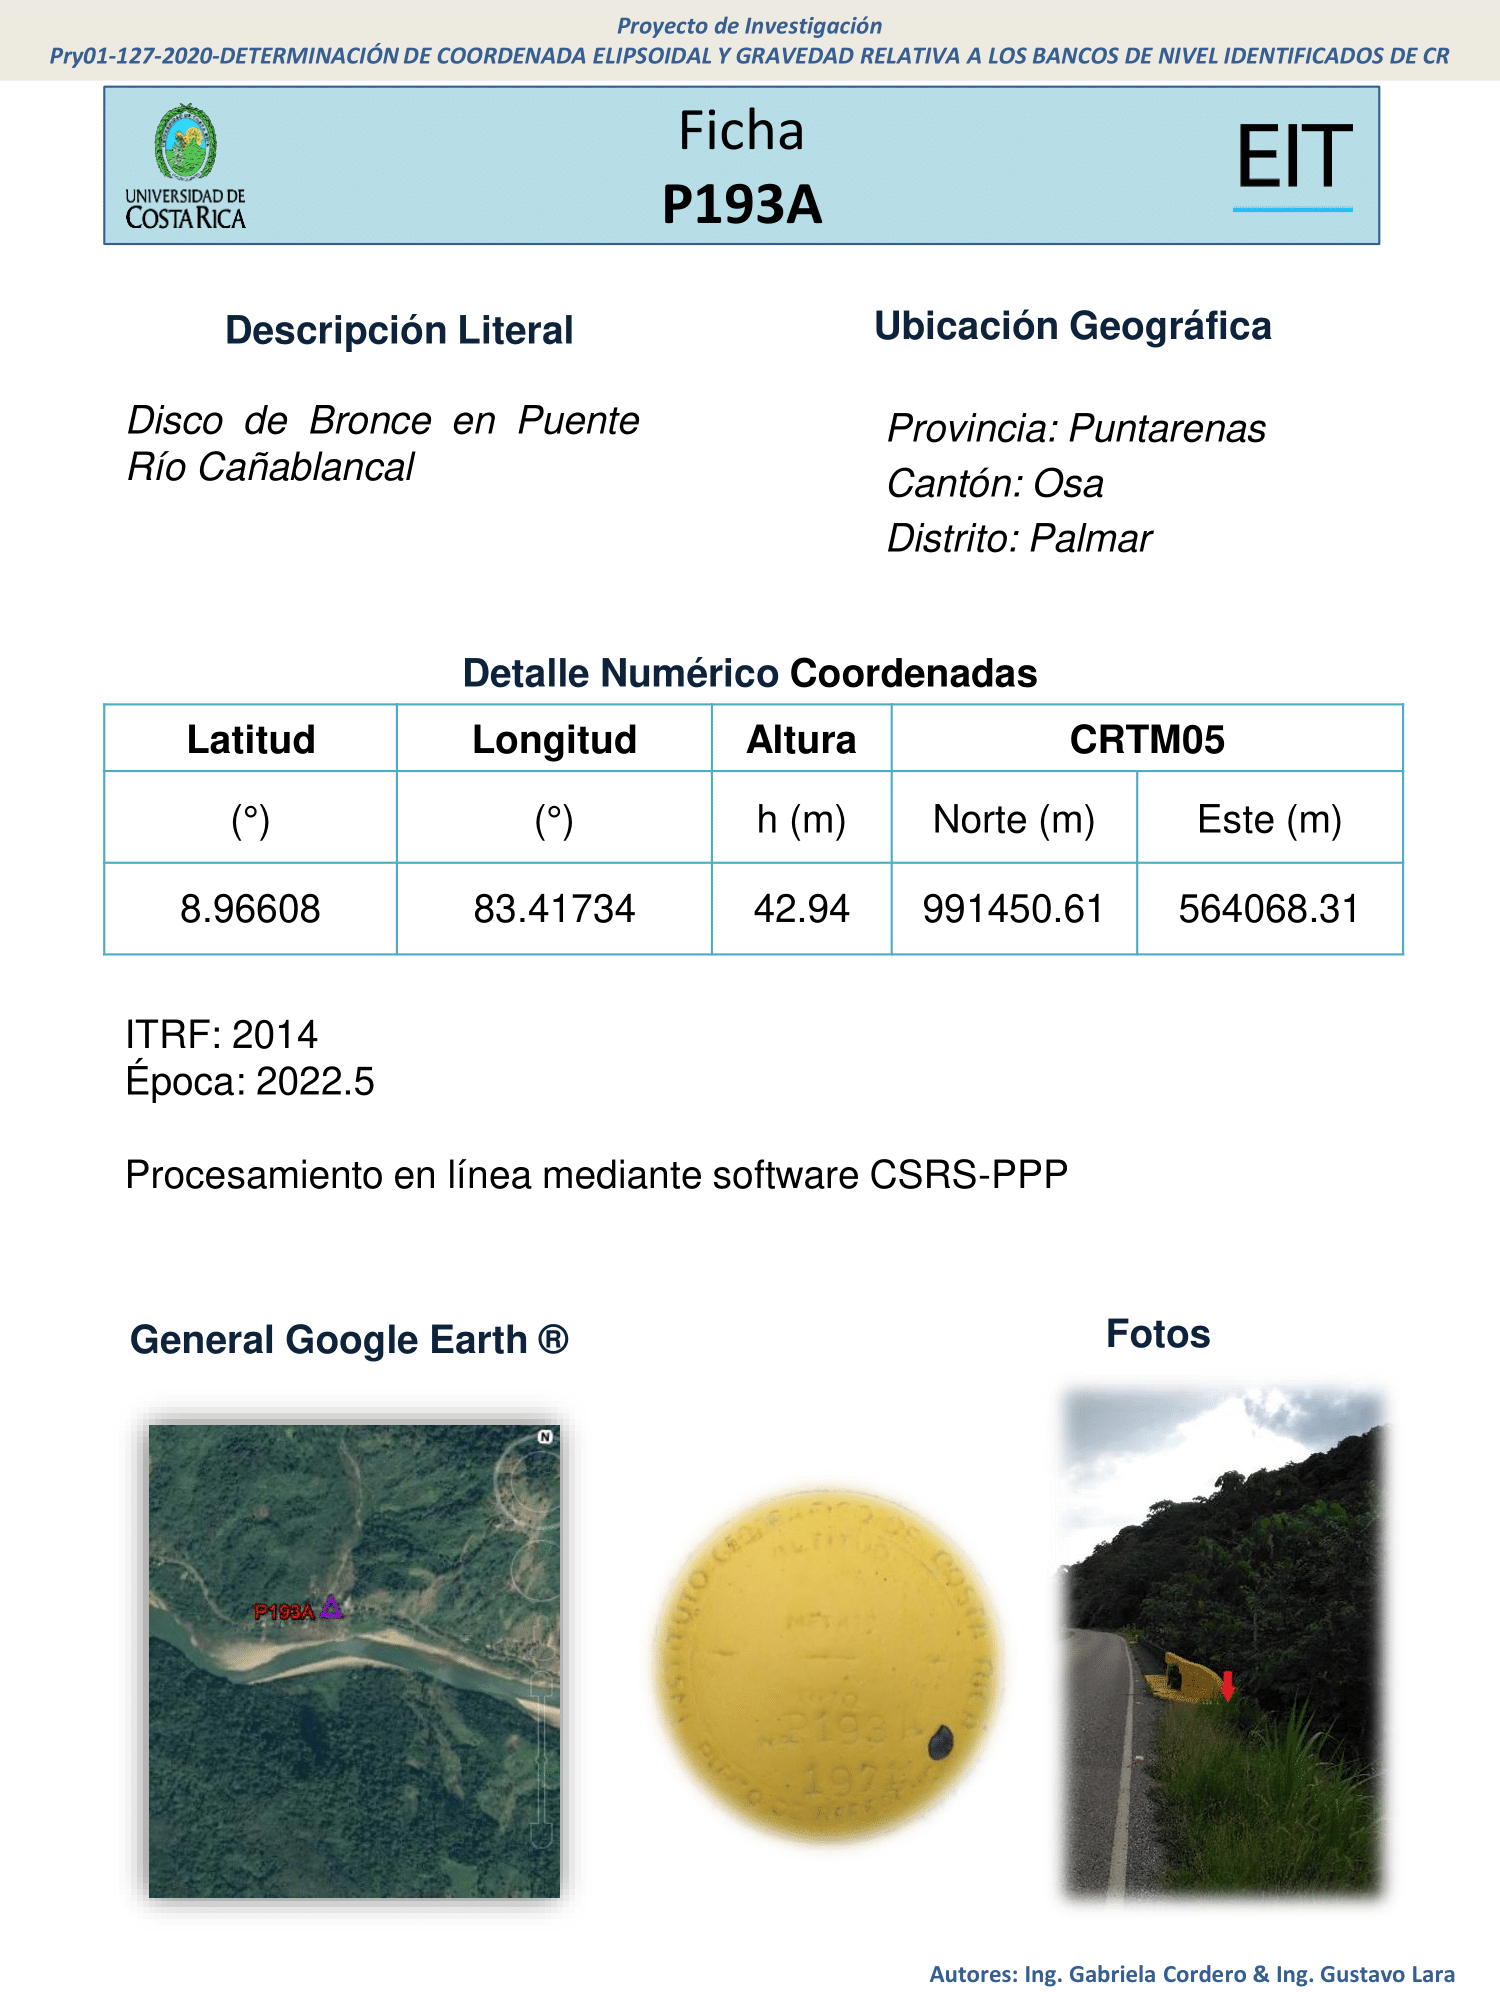 Proyecto de Investigación
Pry01-127-2020-DETERMINACIÓN DE COORDENADA ELIPSOIDAL Y GRAVEDAD RELATIVA A LOS BANCOS DE NIVEL IDENTIFICADOS DE CR
UNIVERSIDAD DE
COSTA RICA
Ficha
P193A
EIT
Descripción Literal
Disco de Bronce en Puente
Río Cañablancal
Ubicación Geográfica
Provincia: Puntarenas
Cantón: Osa
Distrito: Palmar
Detalle Numérico Coordenadas
Latitud Longitud Altura CRTM05
(°) (°) h (m) Norte (m) Este (m)
8.96608 83.41734 42.94 991450.61 564068.31
ITRF: 2014
Época: 2022.5
Procesamiento en línea mediante software CSRS-PPP
General Google Earth ®
Fotos
N
P193A
COSTA RICA
ALTITUD
P193A
197
Autores: Ing. Gabriela Cordero & Ing. Gustavo Lara